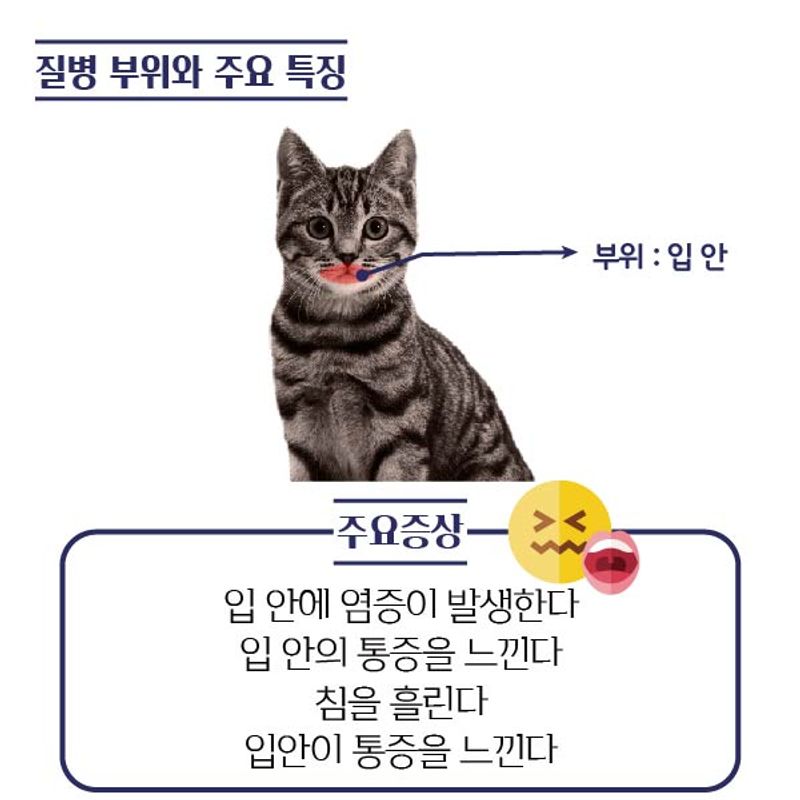 질병 부위와 주요 특징
부위 : 입 안
주요증상
입 안에 염증이 발생한다
입 안의 통증을 느낀다
침을 흘린다
입안이 통증을 느낀다